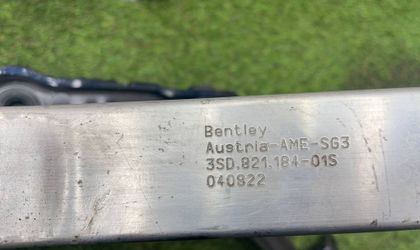 Bentley
Austria-AME-SG3
3SD.821.184-01S
040822